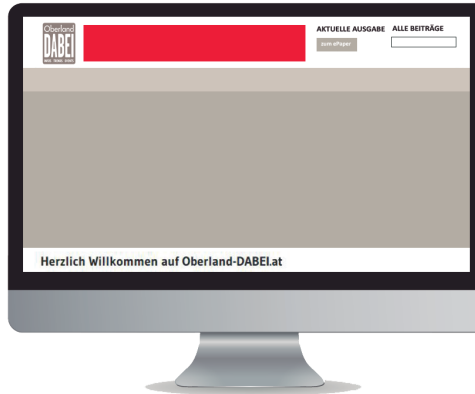 Oberland
DABEI
AKTUELLE AUSGABE
ALLE BEITRÄGE
zum ePaper
Herzlich Willkommen auf Oberland-DABEI.at